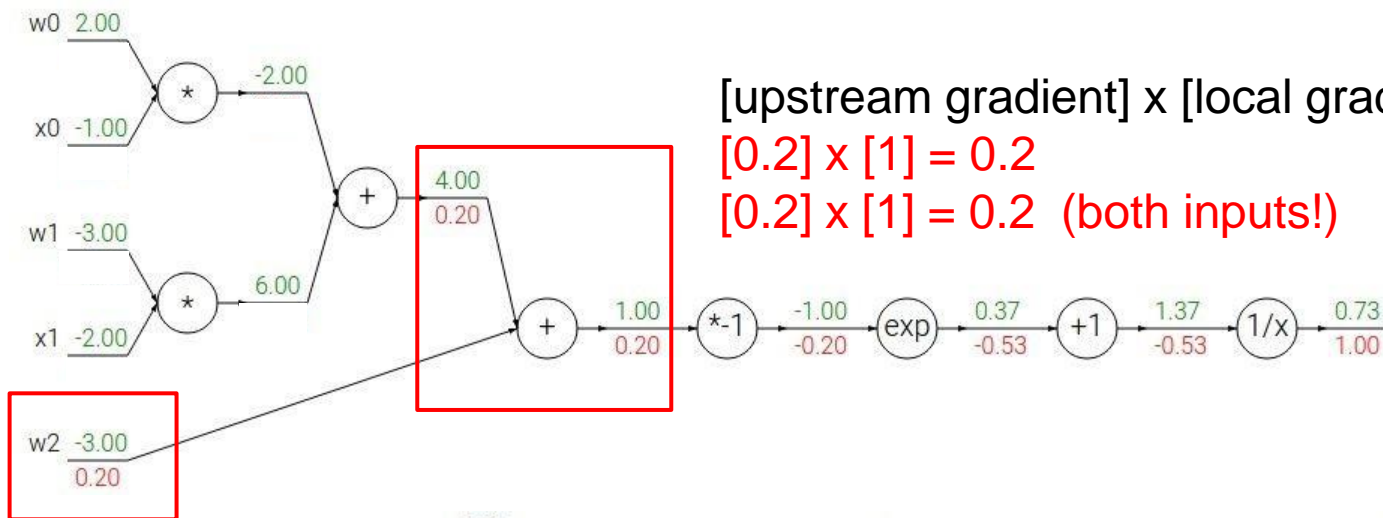 w0 2.00
-2.00
*
x0 -1.00
[upstream gradient] x [local
[0.2] x [1] = 0.2
[0.2] x [1] = 0.2 (both inputs!)
4.00
+
0.20
w1 -3.00
6.00
*
x1 -2.00
1.00 -1.00 0.37 1.37 0.73
+ *-1 exp +1 1/x
0.20 -0.20 -0.53 -0.53 1.00
w2 -3.00
0.20